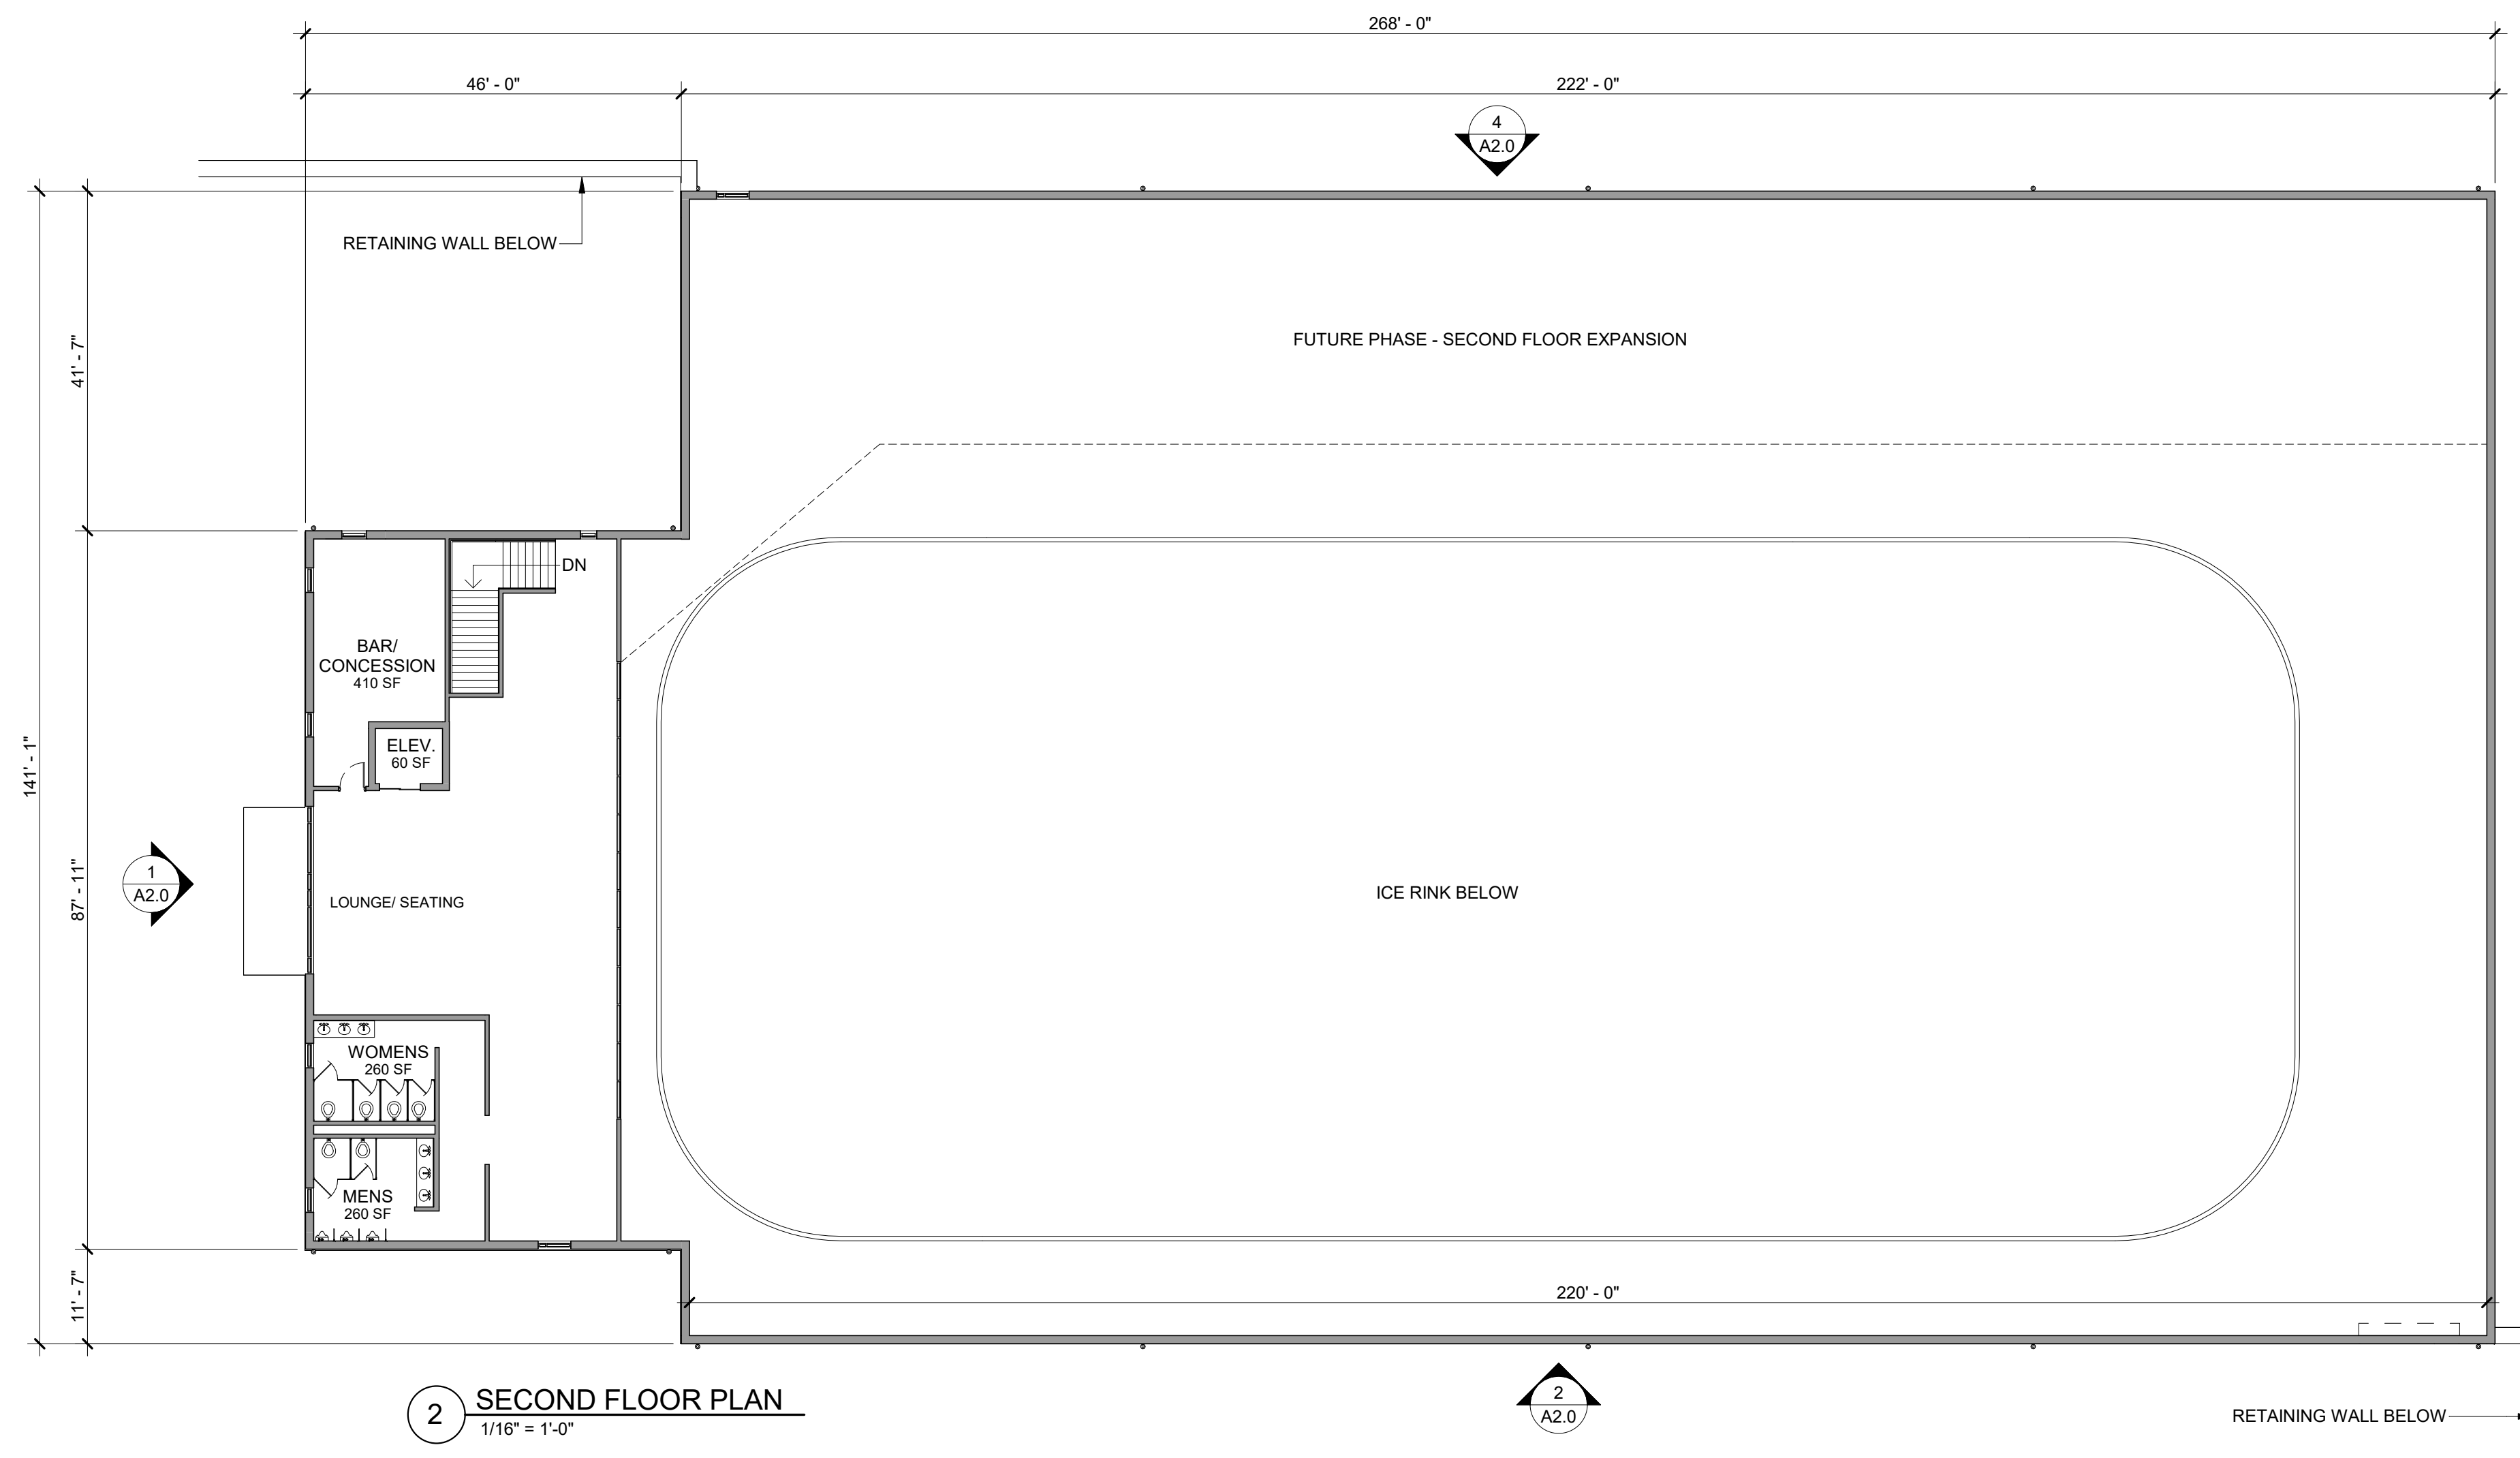 268' - 0"
46' - 0"
222' - 0"
4
A2.0
RETAINING WALL BELOW
41' - 7"
FUTURE PHASE - SECOND FLOOR EXPANSION
DN
BAR/
CONCESSION
410 SF
ELEV.
60 SF
141' - 1"
87' - 11"
1
A2.0
LOUNGE/ SEATING
ICE RINK BELOW
WOMENS
260 SF
MENS
260 SF
11' - 7"
220' - 0"
2
SECOND FLOOR PLAN
1/16" = 1'-0"
2
A2.0
RETAINING WALL BELOW